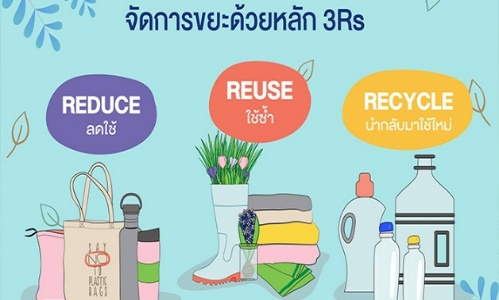 จัดการขยะด้วยหลัก 3Rs
REDUCE
ลดใช้
REUSE
ใช้ซ้ำ
RECYCLE
นำกลับมาใช้ใหม่
SAY
NO
TO
PLASTIC
BAGS